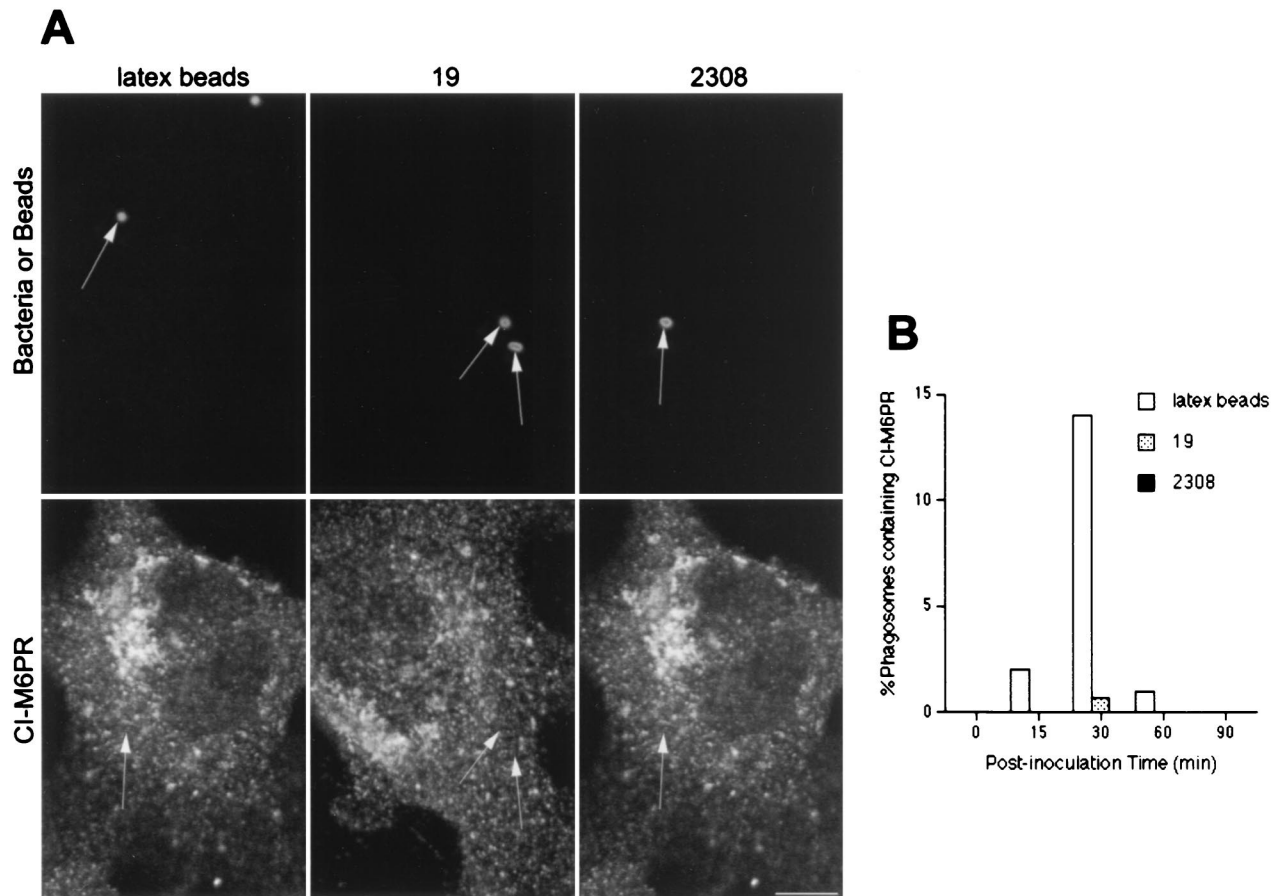 A
latex beads
19
2308
Bacteria or Beads
CI-M6PR
B
%Phagosomes containing CI-M6PR
15
10
5
0
latex beads
19
2308
0
15
30
60
90
Post-inoculation Time (min)